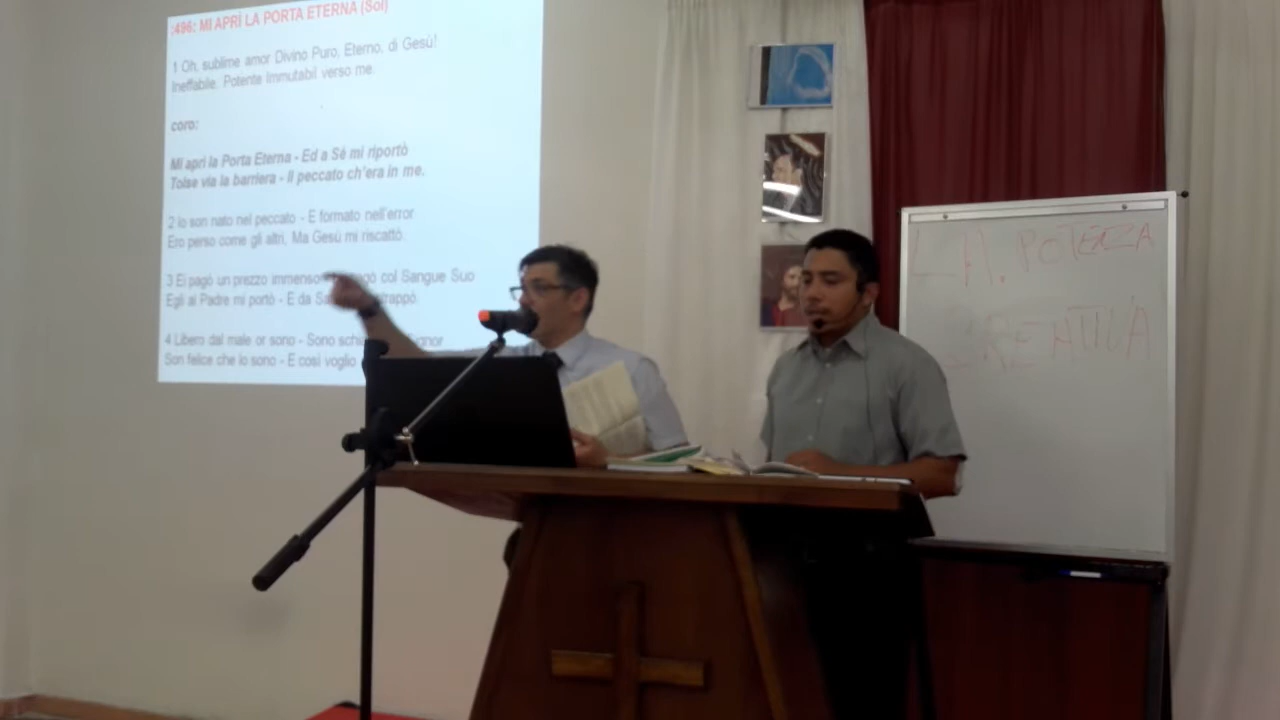 :496: MI APRÌ LA PORTA ETERNA (Sol)
1 Oh, sublime amor Divino Puro, Eterno, di Gesù!
Ineffabile, Potente Immutabil verso me.
coro:
Mi aprì la Porta Eterna - Ed a Sé mi riportò
Tolse via la barriera - Il peccato ch'era in me.
2 Io son nato nel peccato - E formato nell'error
Ero perso come gli altri, Ma Gesù mi riscattò
3 Ei pagò un prezzo immenso col Sangue Suo
Egli al Padre mi portò - E da
4 Libero dal male or sono - Sono
Son felice che lo sono - E così voglio
POTENZA